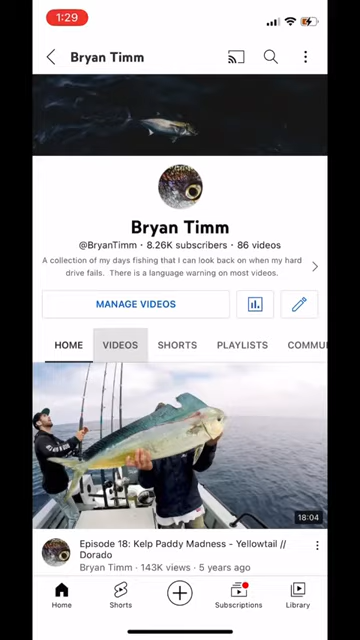 1:29
Bryan Timm
Bryan Timm
@BryanTimm · 8.26K subscribers · 86 videos
A collection of my days fishing that I can look back on when my hard
drive fails. There is a language warning on most videos.
MANAGE VIDEOS
HOME VIDEOS SHORTS PLAYLISTS COMMU
18:04
Episode 18: Kelp Paddy Madness - Yellowtail //
Dorado
Bryan Timm · 143K views · 5 years ago
Home Shorts Subscriptions Library